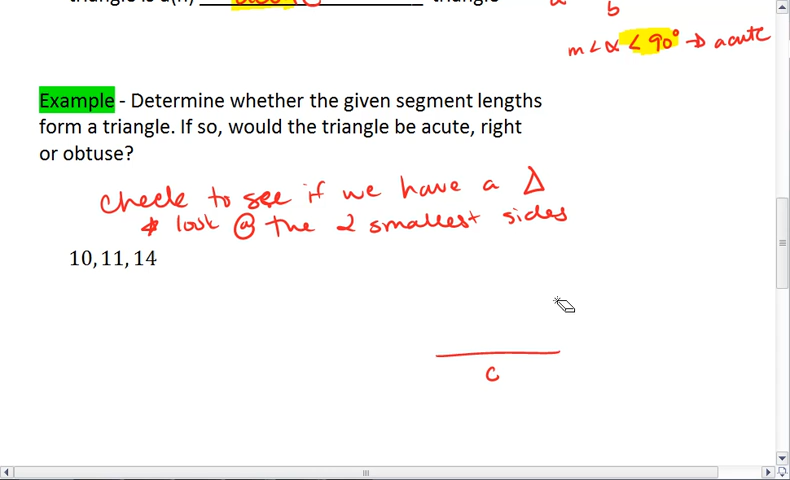 triangle is a(n) triangle
a b
m<α < 90° → acute
Example - Determine whether the given segment lengths
form a triangle. If so, would the triangle be acute, right
or obtuse?
Check to see if we have a Δ
* look @ the 2 smallest sides
10, 11, 14
c